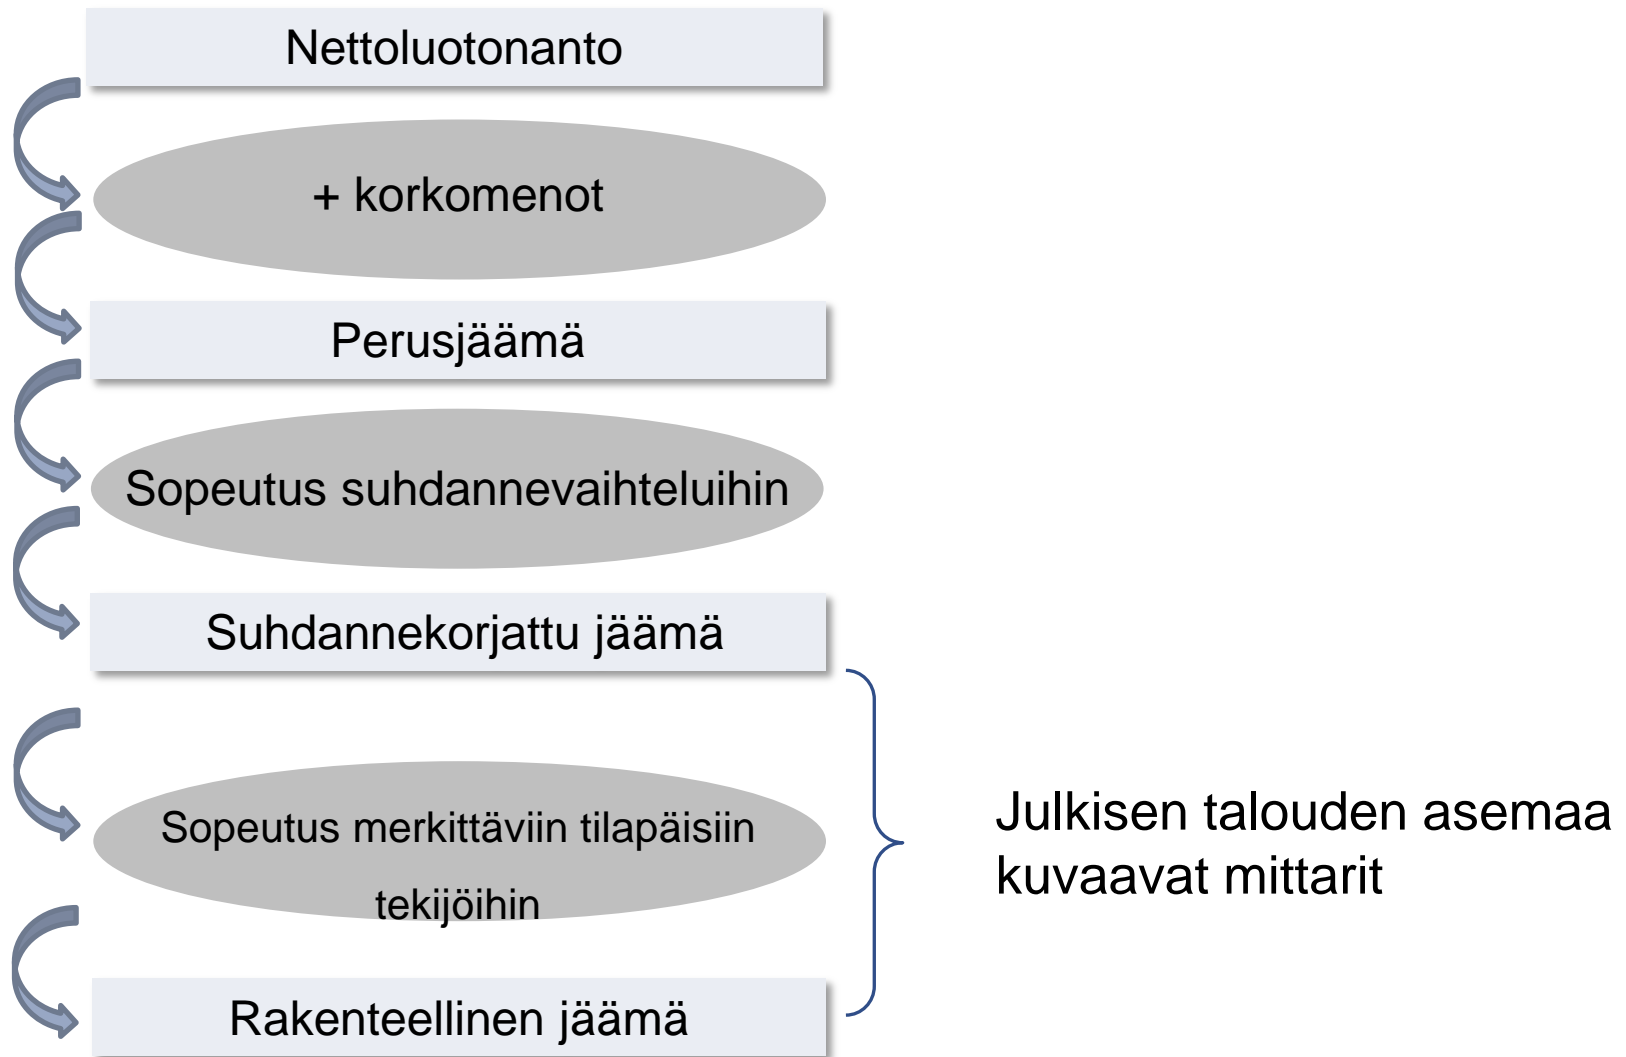 Nettoluotonanto
+ korkomenot
Perusjäämä
Sopeutus suhdannevaihteluihin
Suhdannekorjattu jäämä
Sopeutus merkittäviin tilapäisiin
tekijöihin
Rakenteellinen jäämä
Julkisen talouden asemaa
kuvaavat mittarit